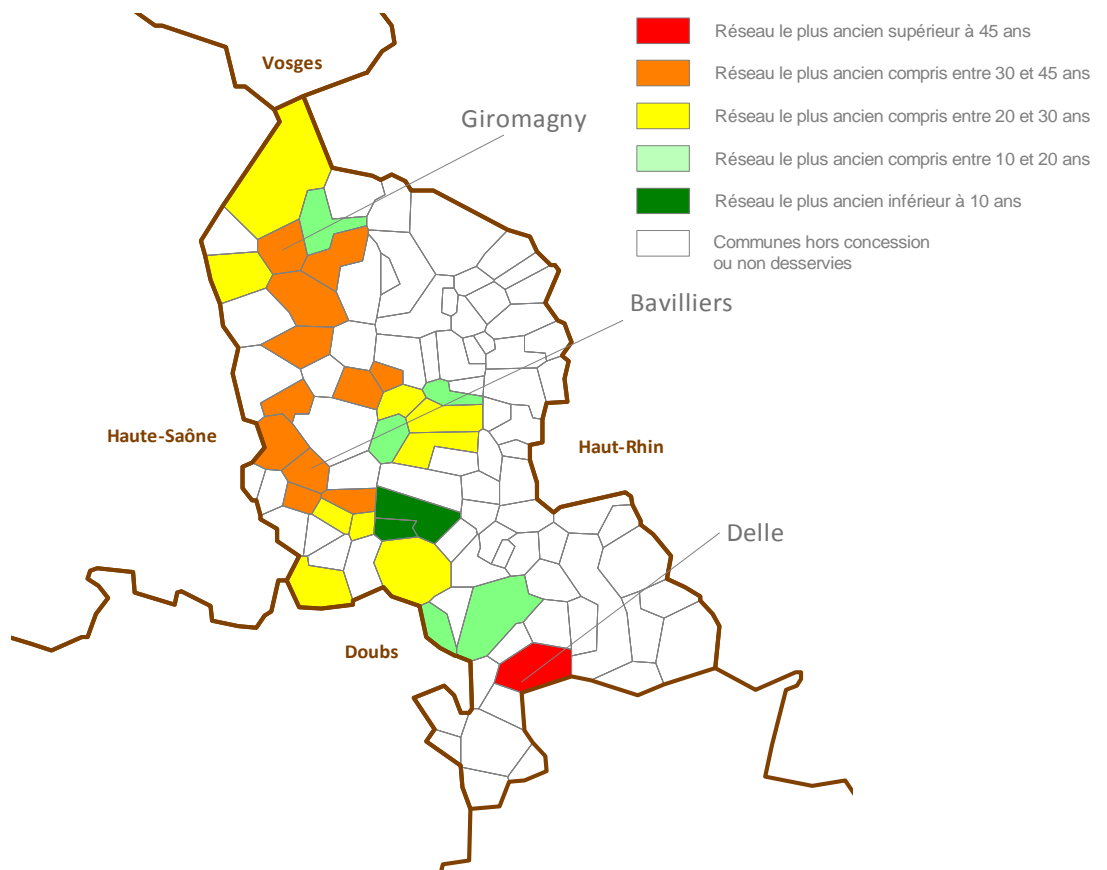 Réseau le plus ancien supérieur à 45 ans
Vosges
Réseau le plus ancien compris entre 30 et 45 ans
Giromagny
Réseau le plus ancien compris entre 20 et 30 ans
Réseau le plus ancien compris entre 10 et 20 ans
Réseau le plus ancien inférieur à 10 ans
Communes hors concession
ou non desservies
Bavilliers
Haute-Saône
Haut-Rhin
Delle
Doubs